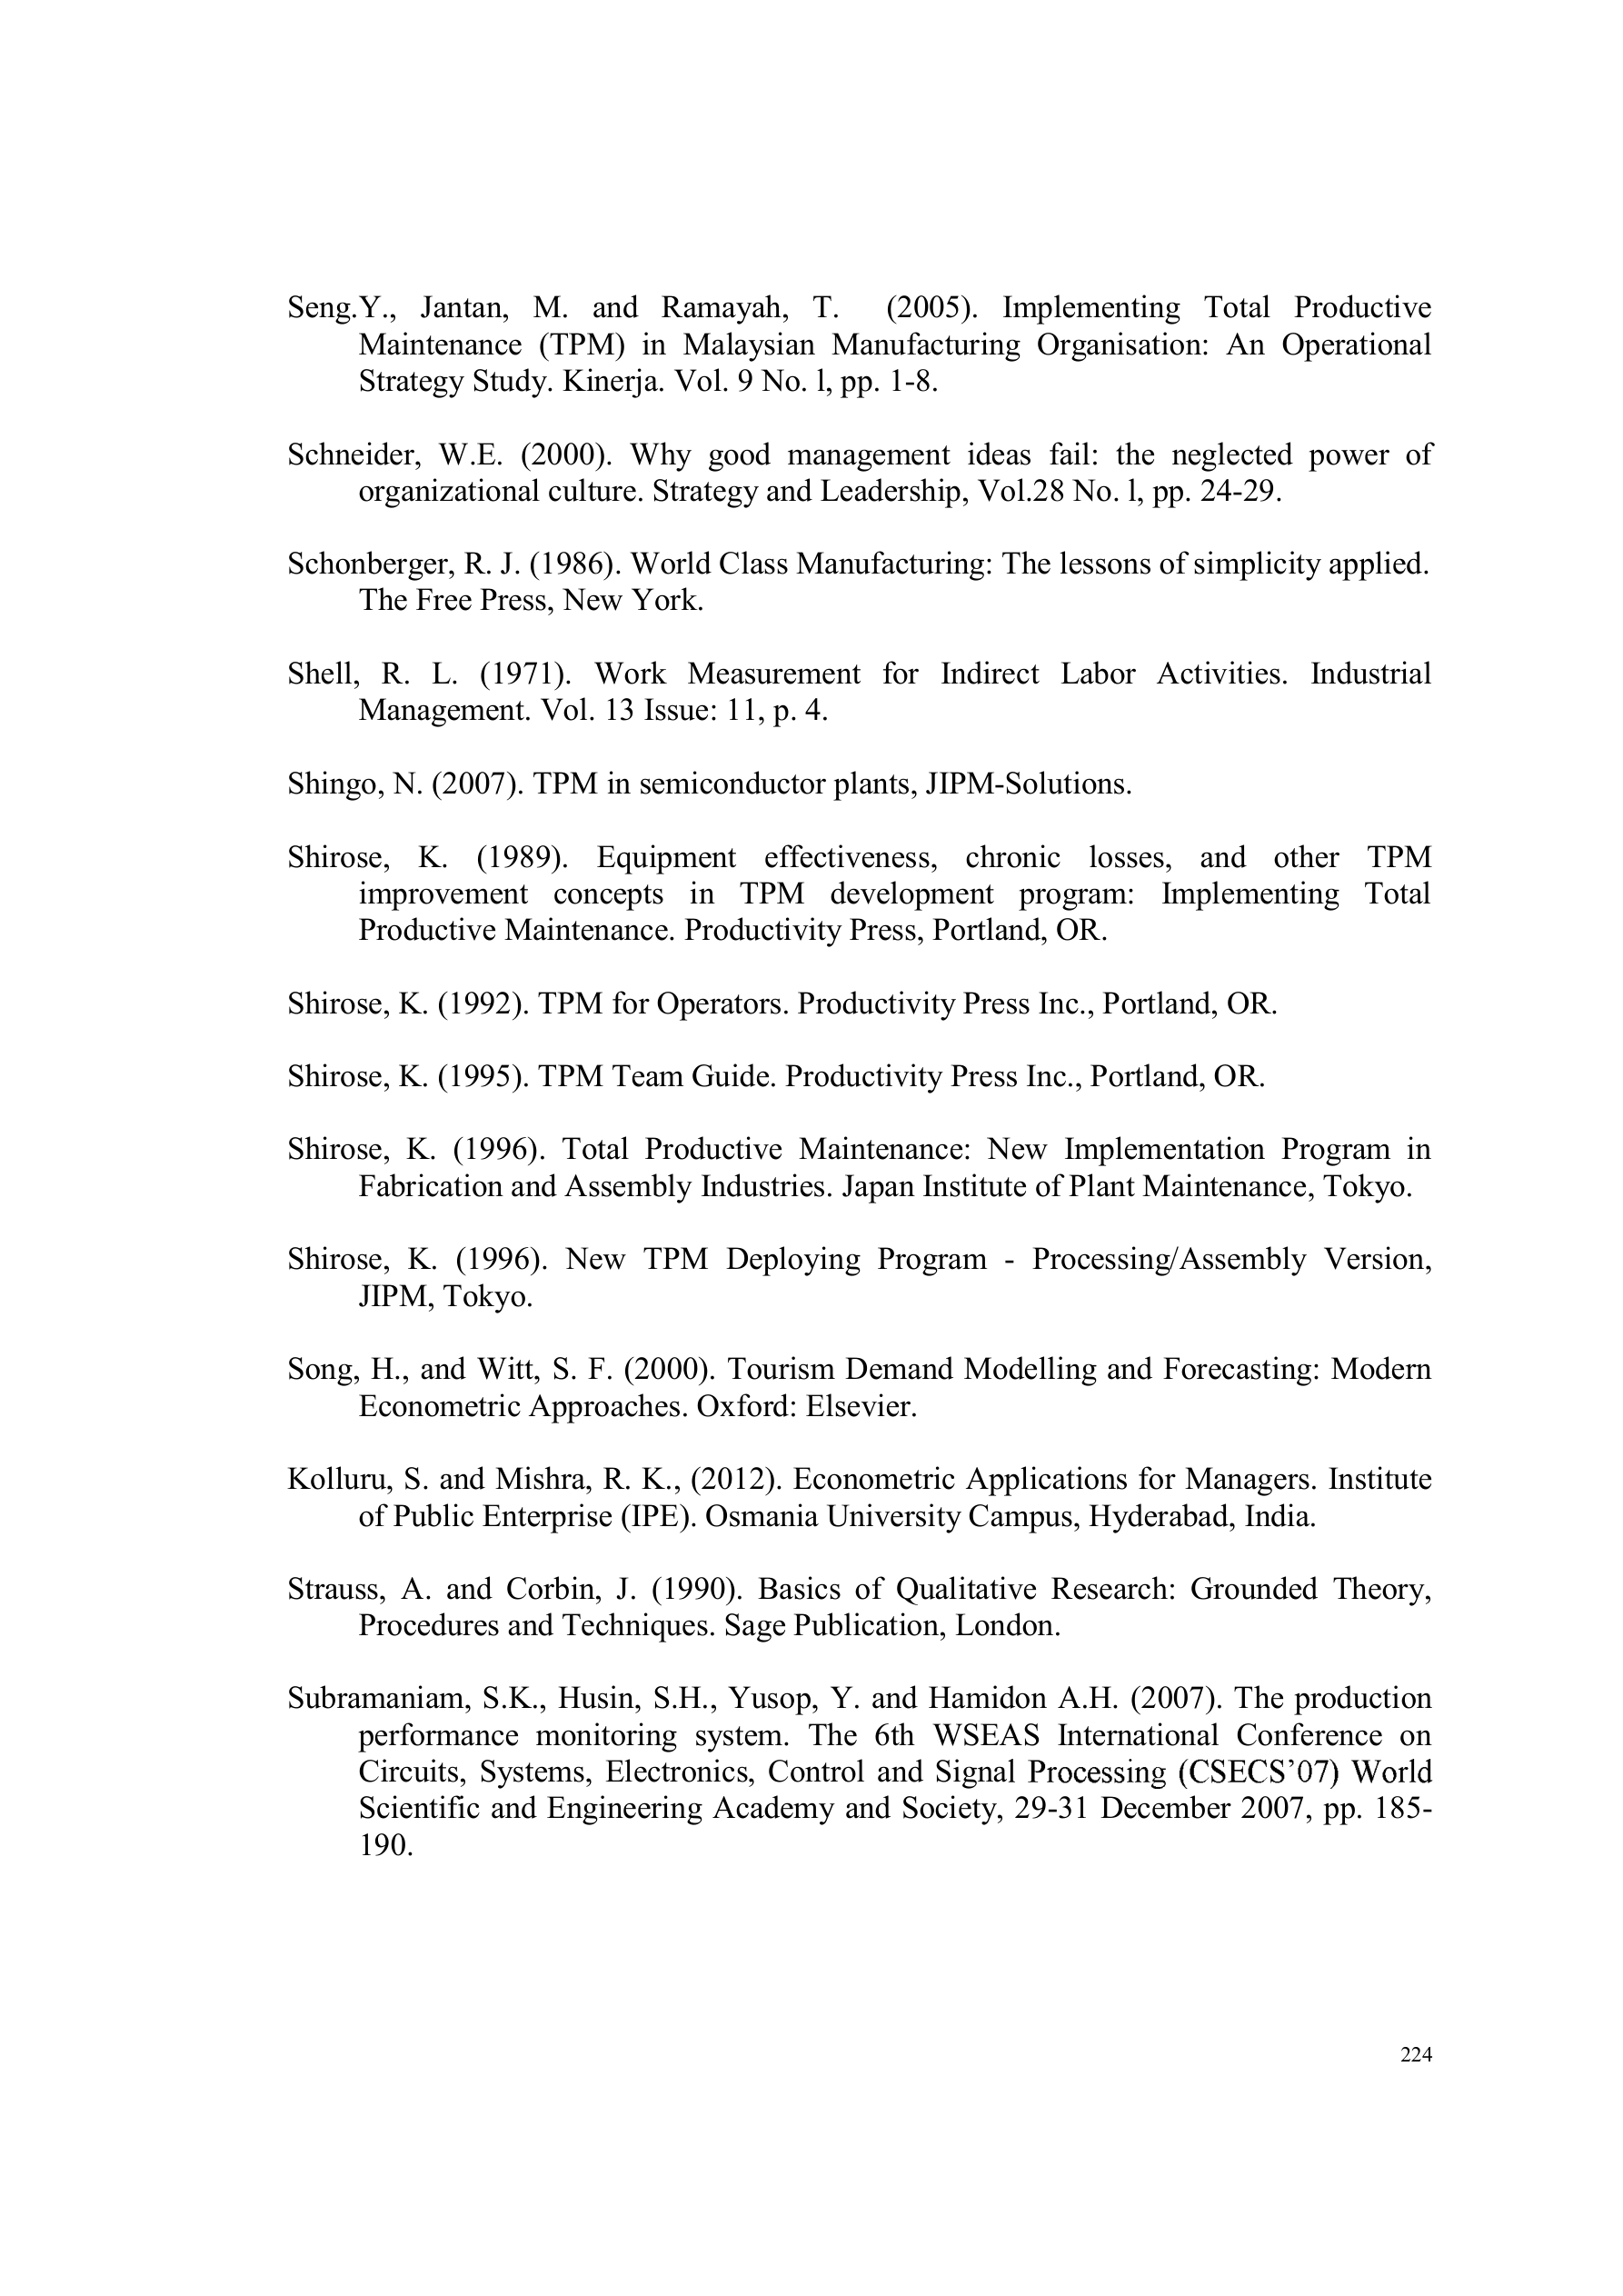 Seng.Y., Jantan, M. and Ramayah, T. (2005). Implementing Total Productive
Maintenance (TPM) in Malaysian Manufacturing Organisation: An Operational
Strategy Study. Kinerja. Vol. 9 No. l, pp. 1-8.
Schneider, W.E. (2000). Why good management ideas fail: the neglected power of
organizational culture. Strategy and Leadership, Vol.28 No. l, pp. 24-29.
Schonberger, R. J. (1986). World Class Manufacturing: The lessons of simplicity applied.
The Free Press, New York.
Shell, R. L. (1971). Work Measurement for Indirect Labor Activities. Industrial
Management. Vol. 13 Issue: 11, p. 4.
Shingo, N. (2007). TPM in semiconductor plants, JIPM-Solutions.
Shirose, K. (1989). Equipment effectiveness, chronic losses, and other TPM
improvement concepts in TPM development program: Implementing Total
Productive Maintenance. Productivity Press, Portland, OR.
Shirose, K. (1992). TPM for Operators. Productivity Press Inc., Portland, OR.
Shirose, K. (1995). TPM Team Guide. Productivity Press Inc., Portland, OR.
Shirose, K. (1996). Total Productive Maintenance: New Implementation Program in
Fabrication and Assembly Industries. Japan Institute of Plant Maintenance, Tokyo.
Shirose, K. (1996). New TPM Deploying Program - Processing/Assembly Version,
JIPM, Tokyo.
Song, H., and Witt, S. F. (2000). Tourism Demand Modelling and Forecasting: Modern
Econometric Approaches. Oxford: Elsevier.
Kolluru, S. and Mishra, R. K., (2012). Econometric Applications for Managers. Institute
of Public Enterprise (IPE). Osmania University Campus, Hyderabad, India.
Strauss, A. and Corbin, J. (1990). Basics of Qualitative Research: Grounded Theory,
Procedures and Techniques. Sage Publication, London.
Subramaniam, S.K., Husin, S.H., Yusop, Y. and Hamidon A.H. (2007). The production
performance monitoring system. The 6th WSEAS International Conference on
Circuits, Systems, Electronics, Control and Signal Processing (CSECS’07) World
Scientific and Engineering Academy and Society, 29-31 December 2007, pp. 185-
190.
224